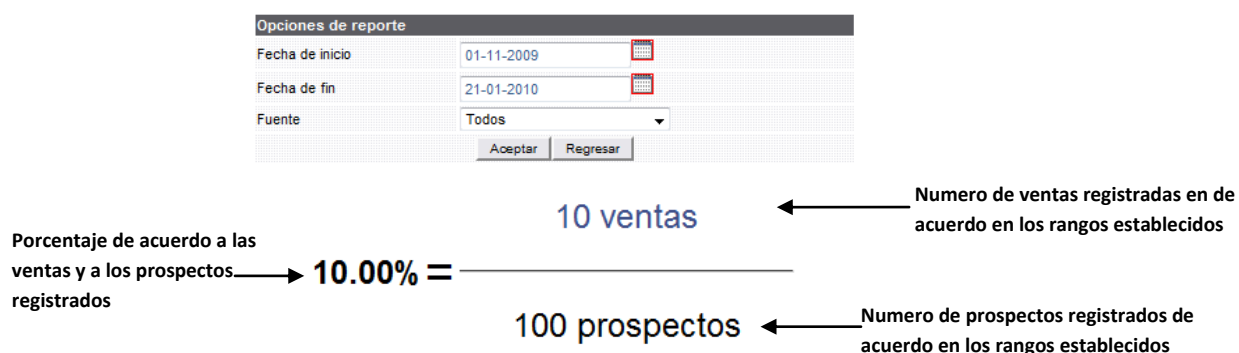 Opciones de reporte
Fecha de inicio 01-11-2009
Fecha de fin 21-01-2010
Fuente Todos
Aceptar Regresar
10 ventas
Numero de ventas registradas en de
acuerdo en los rangos establecidos
Porcentaje de acuerdo a las
ventas y a los prospectos
registrados
10.00% =
100 prospectos
Numero de prospectos registrados de
acuerdo en los rangos establecidos